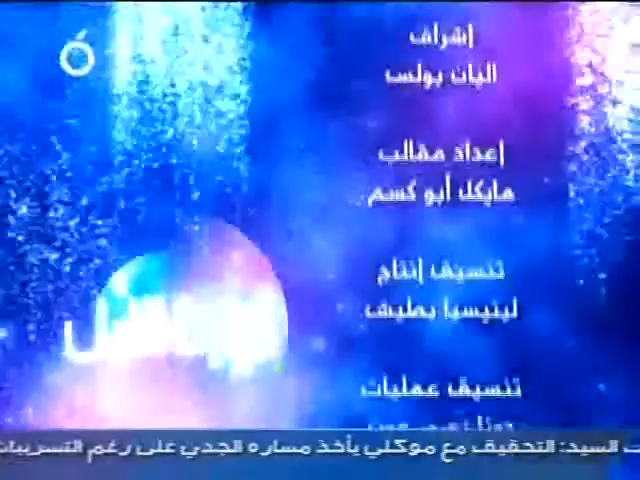 إشراف
اليان بولس
إعداد مقالب
مايكل أبو كسم
تنسيق إنتاج
لينيسيا بطيش
تنسيق عمليات
ت السيد: التحقيق مع موكلي يأخذ مساره الجدي على رغم التسريبات